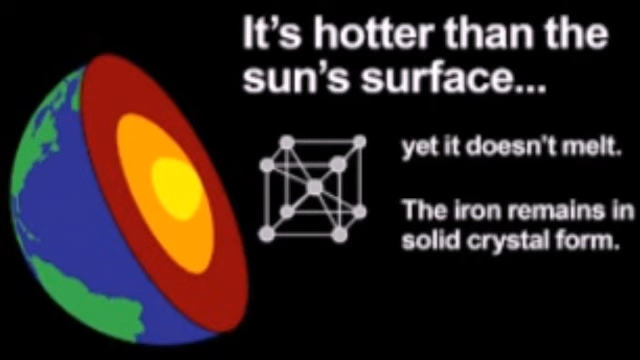 It's hotter than the
sun's surface...
yet it doesn't melt.
The iron remains in
solid crystal form.